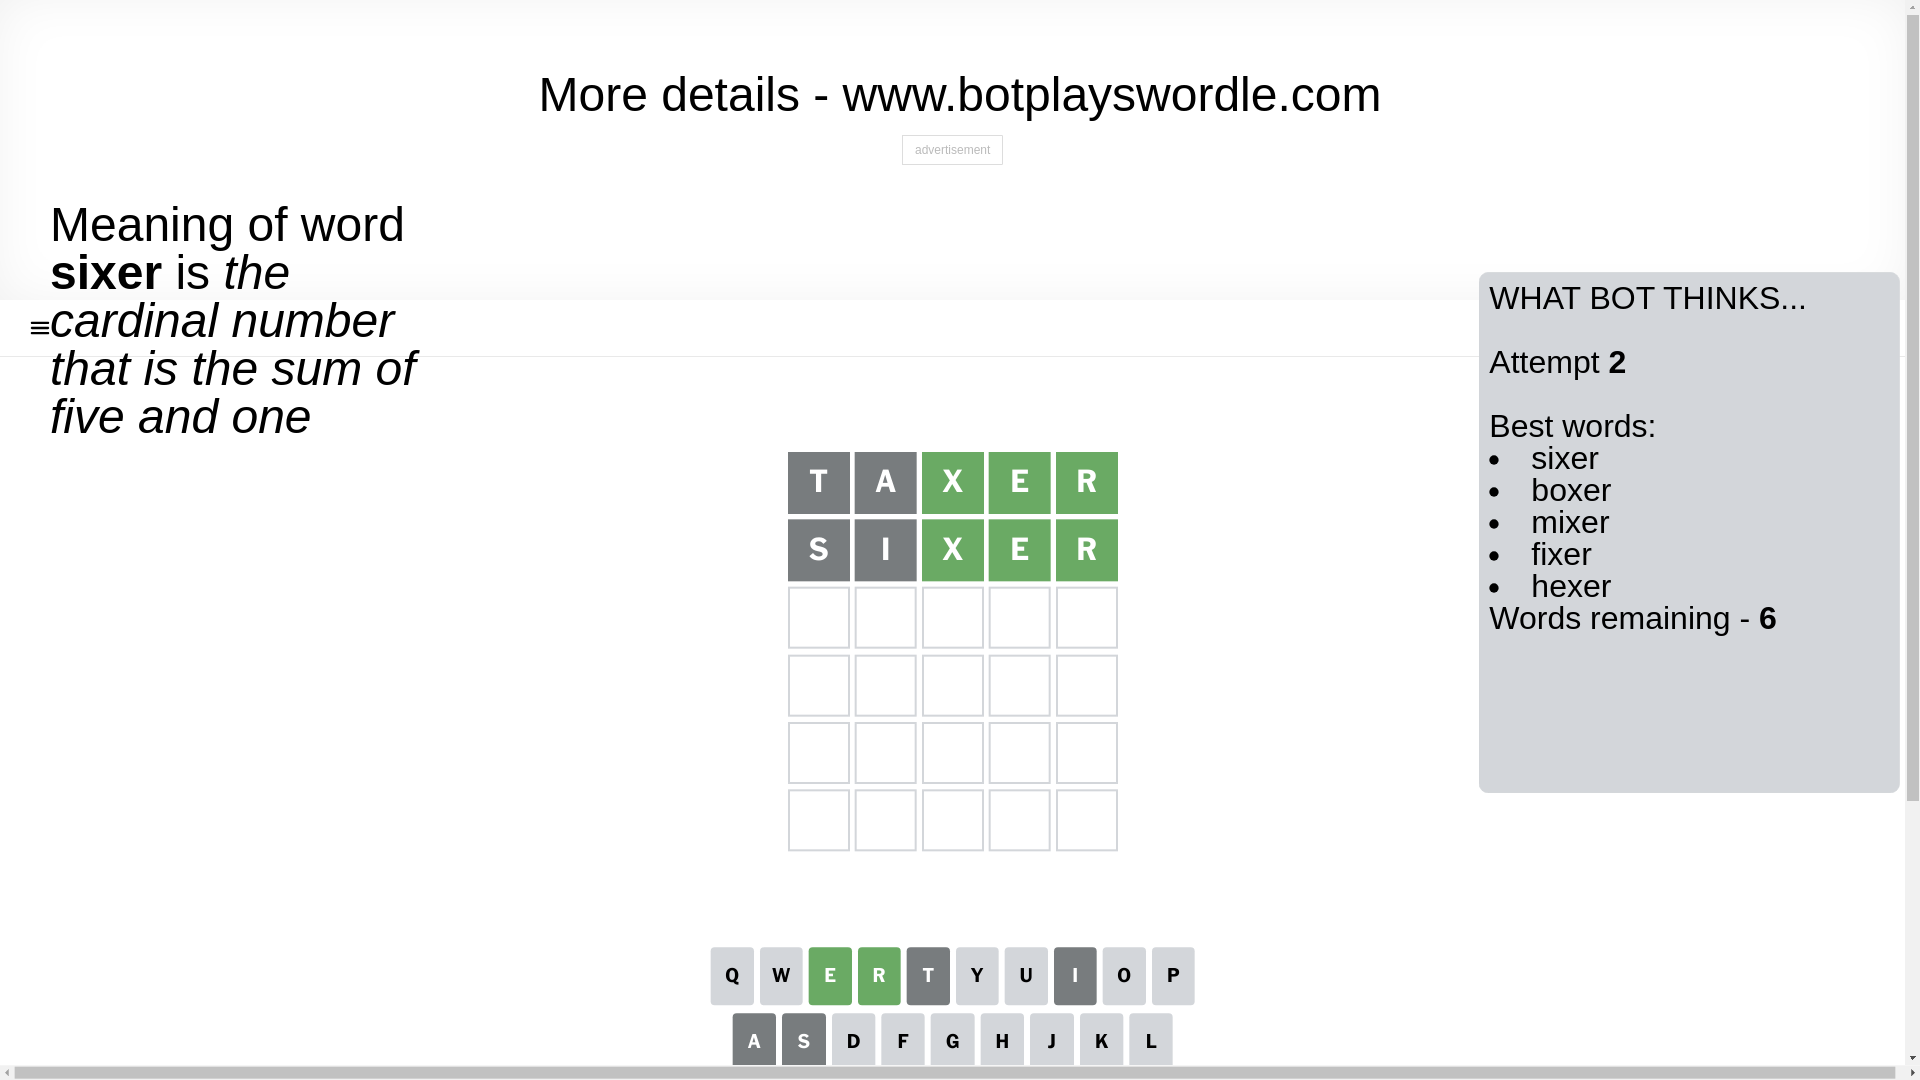 More details - www.botplayswordle.com
advertisement
Meaning of word
sixer is the
cardinal number
that is the sum of
five and one
WHAT BOT THINKS...
Attempt 2
Best words:
• sixer
• boxer
• mixer
• fixer
• hexer
Words remaining - 6
T A X E R
S I X E R
Q W E R T Y U I O P
A S D F G H J K L